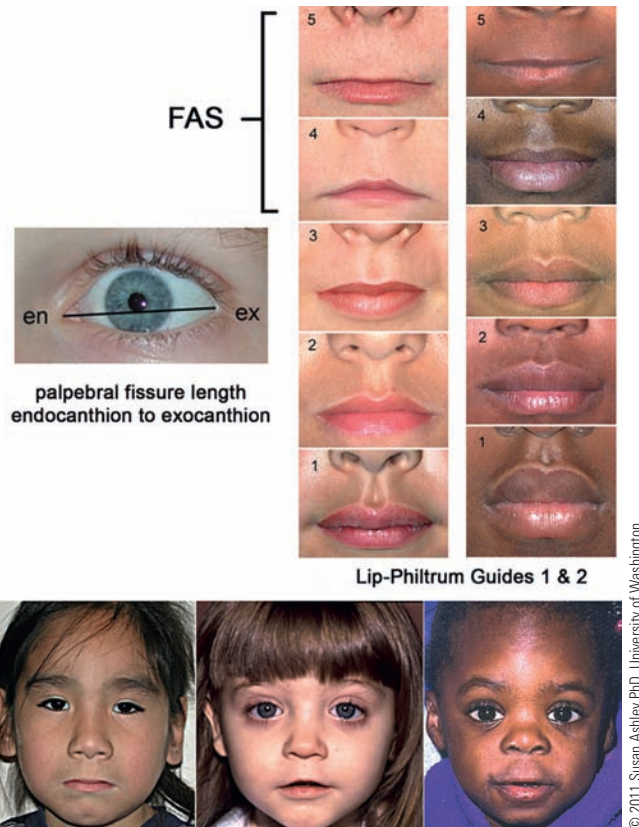 FAS
5
4
3
2
1
5
4
3
2
1
en
ex
palpebral fissure length
endocanthion to exocanthion
Lip-Philtrum Guides 1 & 2
© 2011 Susan Ashley PhD, University of Washington